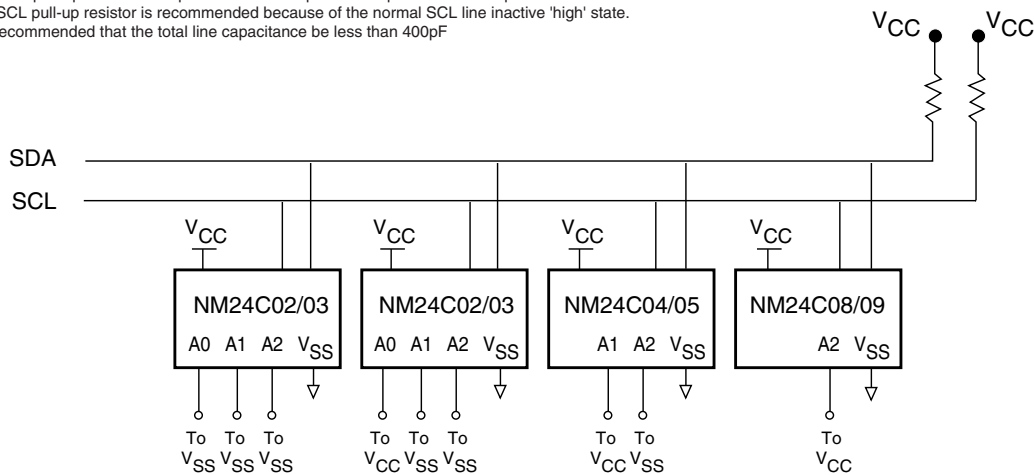 SCL pull-up resistor is recommended because of the normal SCL line inactive 'high' state.
ecommended that the total line capacitance be less than 400pF
VCC VCC
SDA
SCL
VCC VCC VCC VCC
NM24C02/03 NM24C02/03 NM24C04/05 NM24C08/09
A0 A1 A2 VSS A0 A1 A2 VSS A1 A2 VSS A2 VSS
To To To To To To To To To
VSS VSS VSS VCC VSS VSS VCC VSS VCC